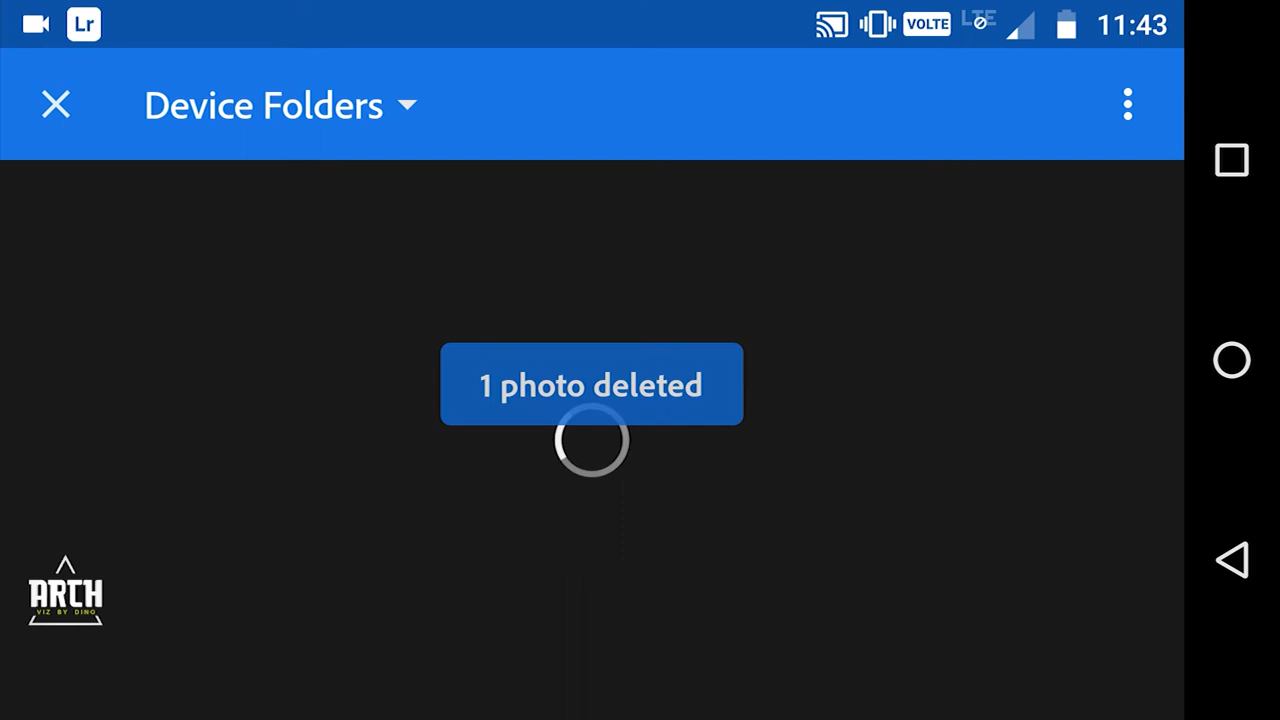 Lr
VOLTE
LTE
11:43
Device Folders
1 photo deleted
ARCH
VIZ BY DINO